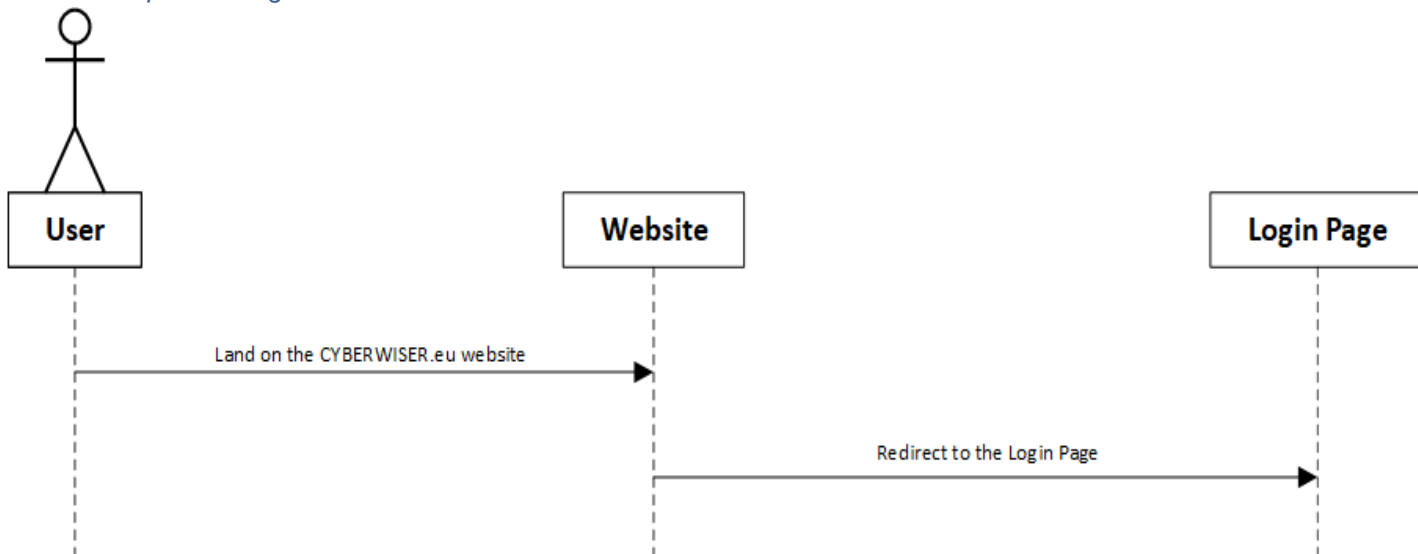 User
Website
Login Page
Land on the CYBERWISER.eu website
Redirect to the Login Page